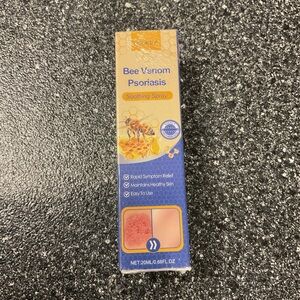 Bee Venom
Psoriasis
Soothing Spray
Rapid Symptom Relief
Maintains Healthy Skin
Easy To Use
NET:20ML/0.68FL OZ